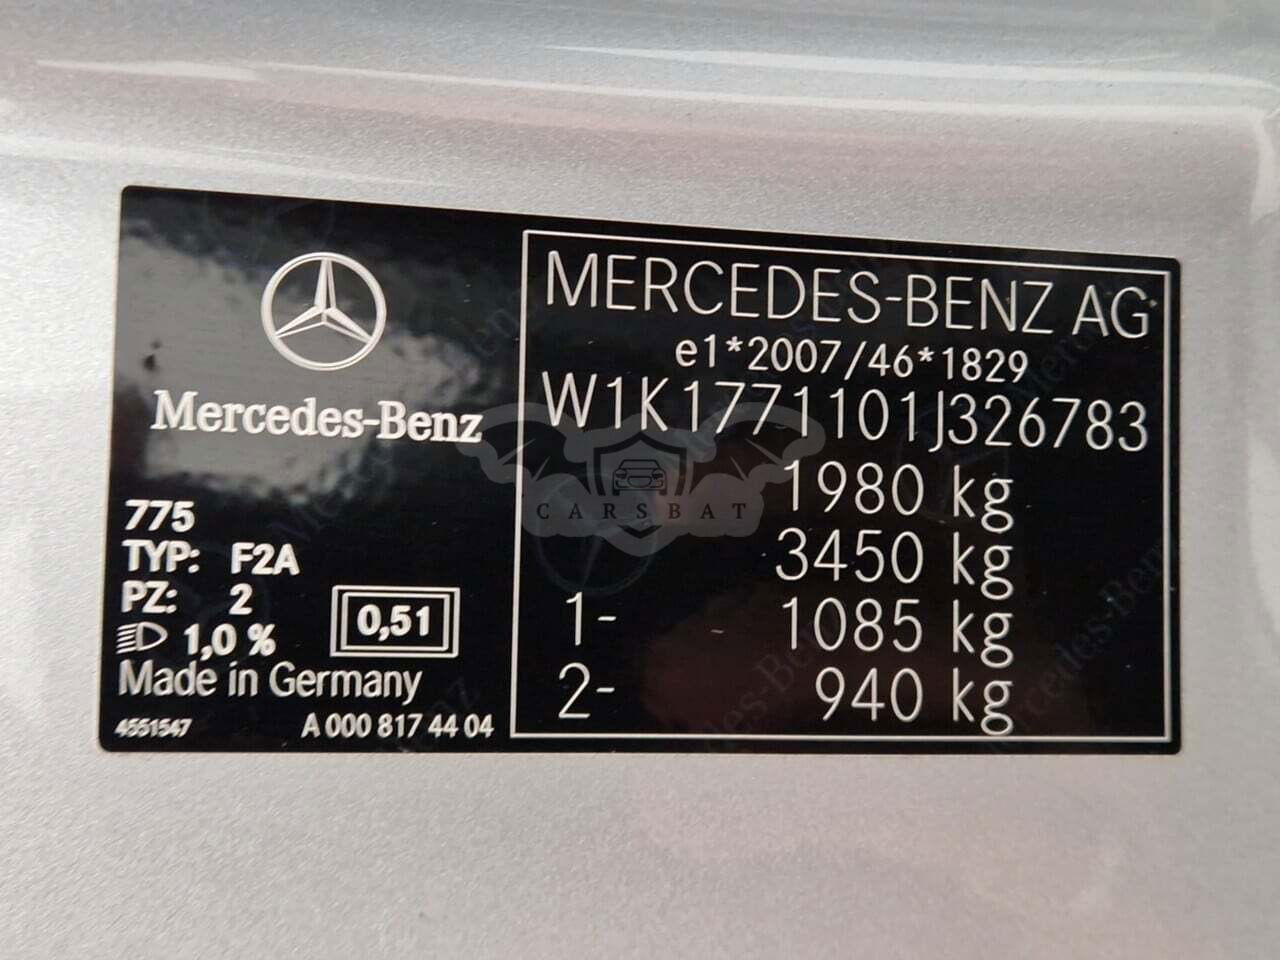 Mercedes-Benz
775
TYP: F2A
PZ: 2
1,0 %
0,51
Made in Germany
4551547
A 000 817 44 04
MERCEDES-BENZ AG
e1*2007/46*1829
W1K1771101J326783
1980 kg
3450 kg
1- 1085 kg
2- 940 kg
CARSBAT